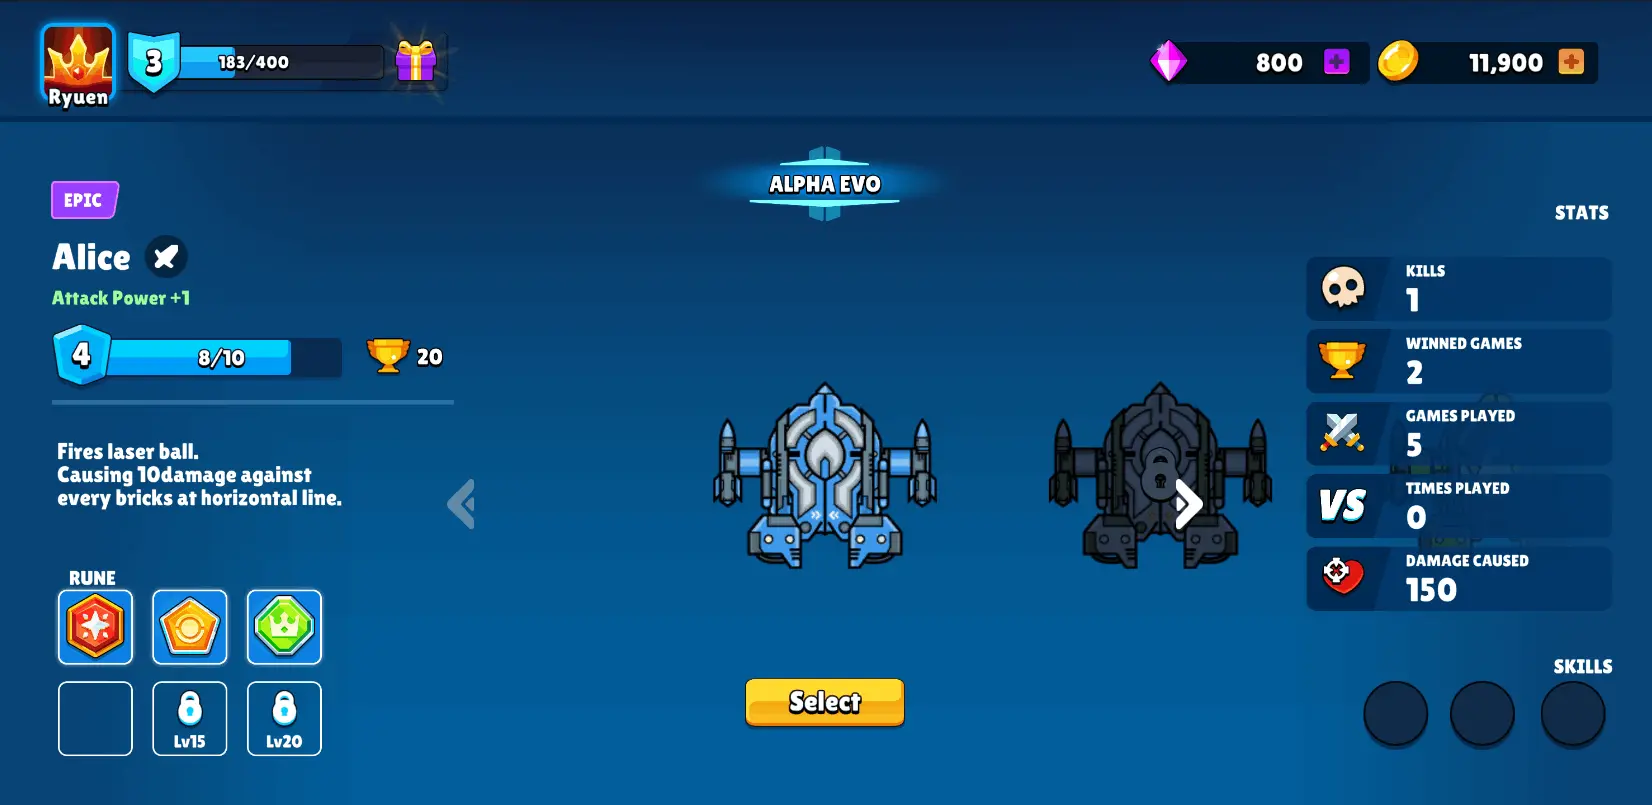 Ryuen
3
183/400
800
11,900
ALPHA EVO
EPIC
Alice
Attack Power +1
4
8/10
20
Fires laser ball.
Causing 10damage against
every bricks at horizontal line.
RUNE
Lv15
Lv20
Select
STATS
KILLS
1
WINNED GAMES
2
GAMES PLAYED
5
VS
TIMES PLAYED
0
DAMAGE CAUSED
150
SKILLS